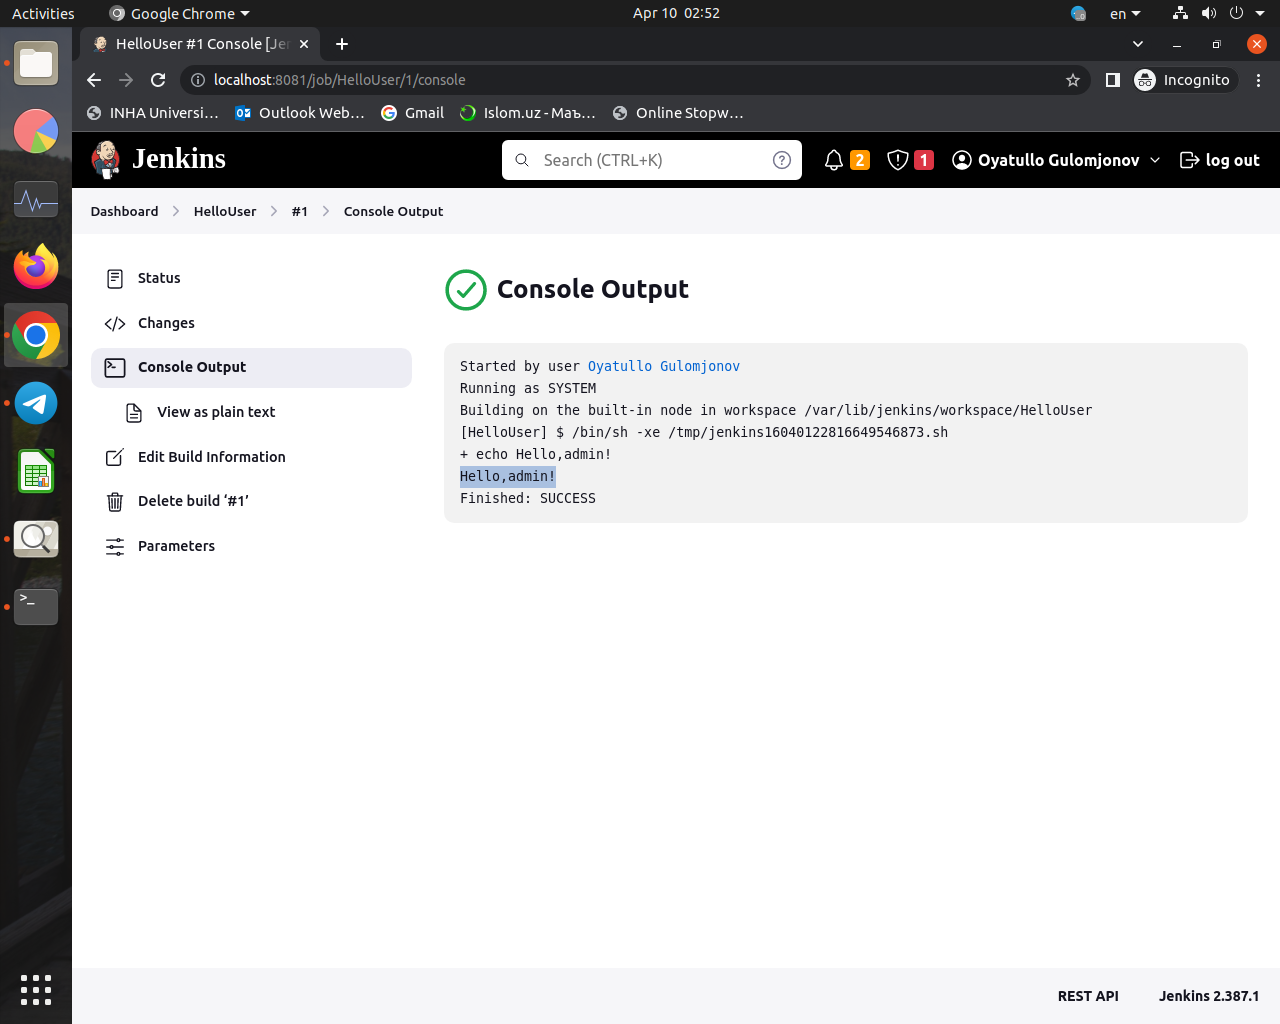 Activities
Google Chrome
Apr 10 02:52
en
HelloUser #1 Console [Jen
localhost:8081/job/HelloUser/1/console
Incognito
INHA Universi…
Outlook Web…
Gmail
Islom.uz - Маъ…
Online Stopw…
Jenkins
Search (CTRL+K)
2
1
Oyatullo Gulomjonov
log out
Dashboard
HelloUser
#1
Console Output
Status
Changes
Console Output
View as plain text
Edit Build Information
Delete build ‘#1’
Parameters
Console Output
Started by user Oyatullo Gulomjonov
Running as SYSTEM
Building on the built-in node in workspace /var/lib/jenkins/workspace/HelloUser
[HelloUser] $ /bin/sh -xe /tmp/jenkins16040122816649546873.sh
+ echo Hello,admin!
Hello,admin!
Finished: SUCCESS
REST API
Jenkins 2.387.1